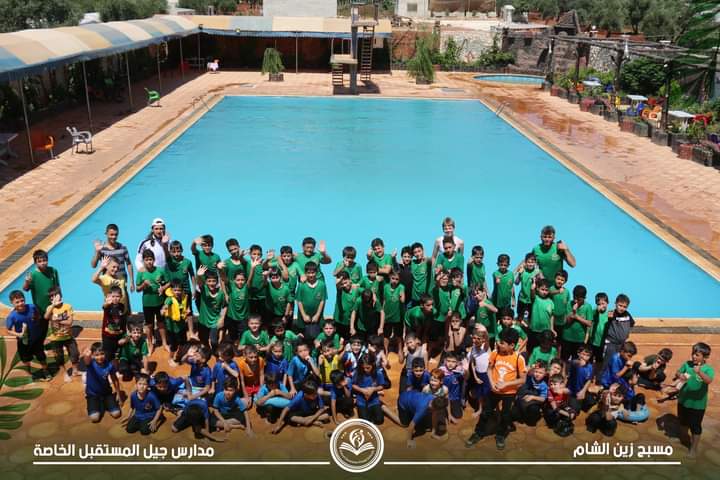 مسبح زين الشام
مدارس جيل المستقبل الخاصة